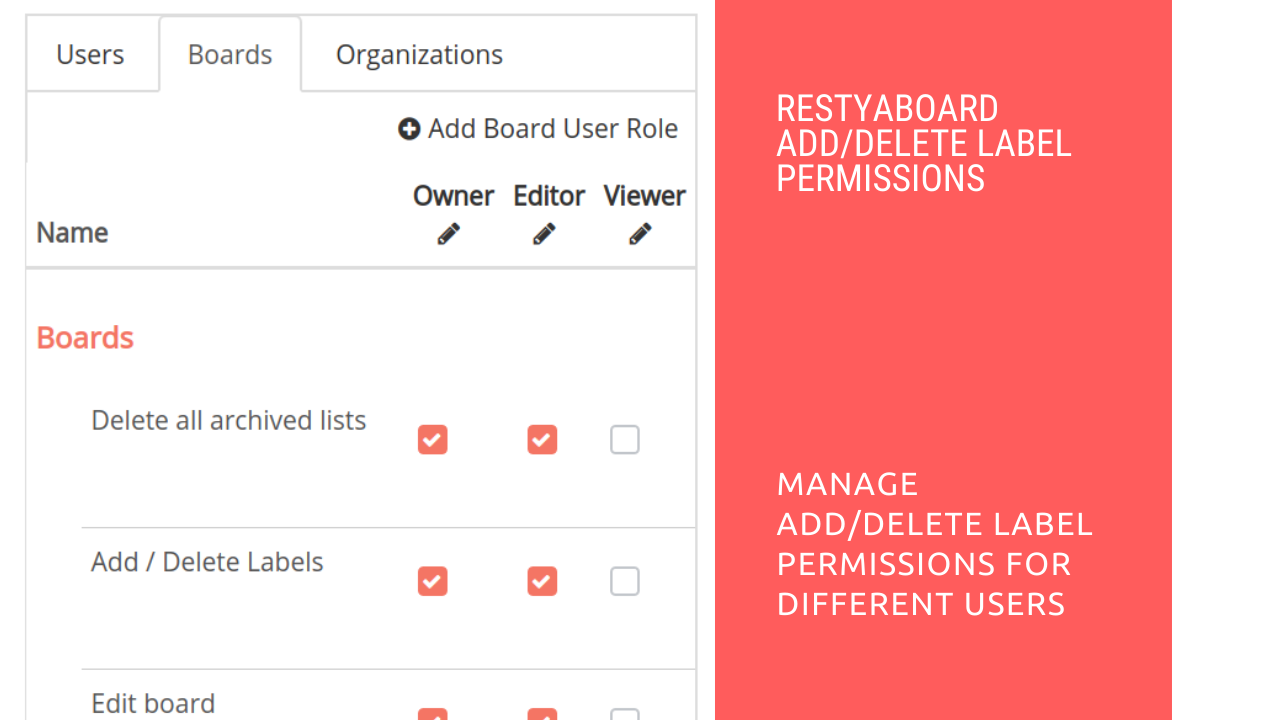 Users Boards Organizations
Add Board User Role
Name Owner Editor Viewer
Boards
Delete all archived lists
Add / Delete Labels
Edit board
RESTYABOARD
ADD/DELETE LABEL
PERMISSIONS
MANAGE
ADD/DELETE LABEL
PERMISSIONS FOR
DIFFERENT USERS